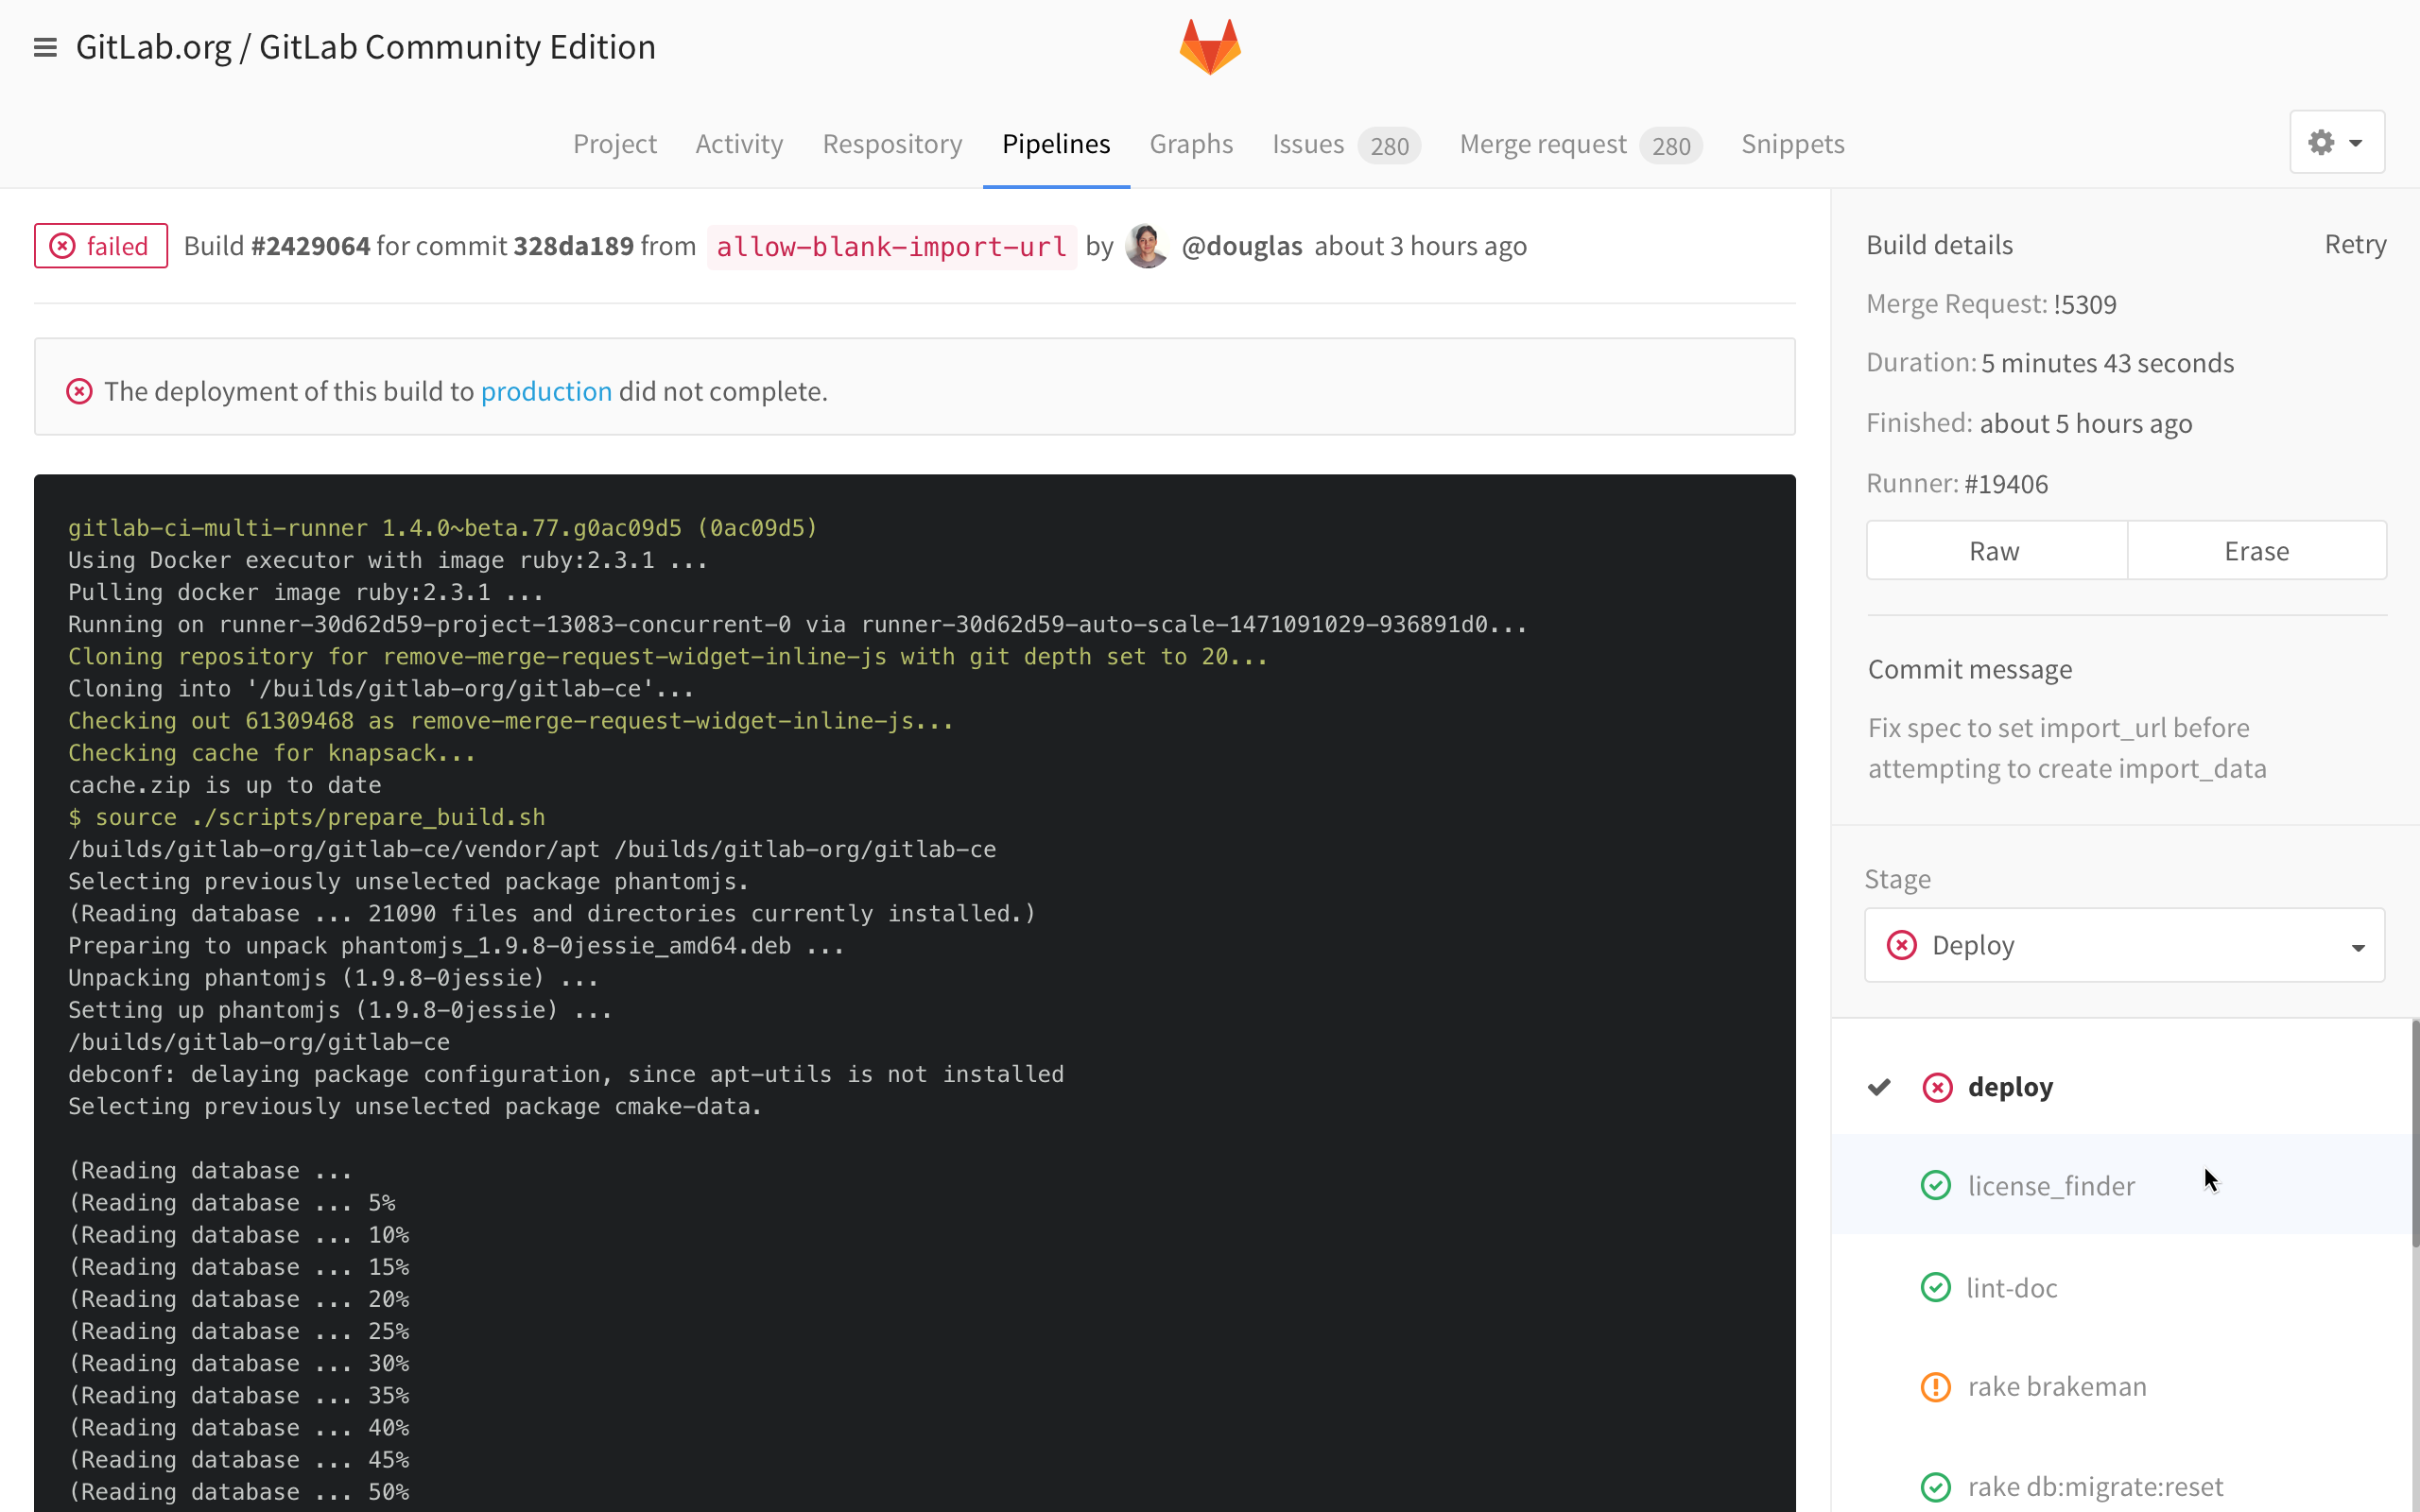 GitLab.org / GitLab Community Edition
Project Activity Respository Pipelines Graphs Issues 280 Merge request 280 Snippets
failed Build #2429064 for commit 328da189 from allow-blank-import-url by @douglas about 3 hours ago
The deployment of this build to production did not complete.
gitlab-ci-multi-runner 1.4.0~beta.77.g0ac09d5 (0ac09d5)
Using Docker executor with image ruby:2.3.1 ...
Pulling docker image ruby:2.3.1 ...
Running on runner-30d62d59-project-13083-concurrent-0 via runner-30d62d59-auto-scale-1471091029-936891d0...
Cloning repository for remove-merge-request-widget-inline-js with git depth set to 20...
Cloning into '/builds/gitlab-org/gitlab-ce'...
Checking out 61309468 as remove-merge-request-widget-inline-js...
Checking cache for knapsack...
cache.zip is up to date
$ source ./scripts/prepare_build.sh
/builds/gitlab-org/gitlab-ce/vendor/apt /builds/gitlab-org/gitlab-ce
Selecting previously unselected package phantomjs.
(Reading database ... 21090 files and directories currently installed.)
Preparing to unpack phantomjs_1.9.8-0jessie_amd64.deb ...
Unpacking phantomjs (1.9.8-0jessie) ...
Setting up phantomjs (1.9.8-0jessie) ...
/builds/gitlab-org/gitlab-ce
debconf: delaying package configuration, since apt-utils is not installed
Selecting previously unselected package cmake-data.
(Reading database ...
(Reading database ... 5%
(Reading database ... 10%
(Reading database ... 15%
(Reading database ... 20%
(Reading database ... 25%
(Reading database ... 30%
(Reading database ... 35%
(Reading database ... 40%
(Reading database ... 45%
(Reading database ... 50%
Build details Retry
Merge Request: !5309
Duration: 5 minutes 43 seconds
Finished: about 5 hours ago
Runner: #19406
Raw Erase
Commit message
Fix spec to set import_url before
attempting to create import_data
Stage
Deploy
deploy
license_finder
lint-doc
rake brakeman
rake db:migrate:reset